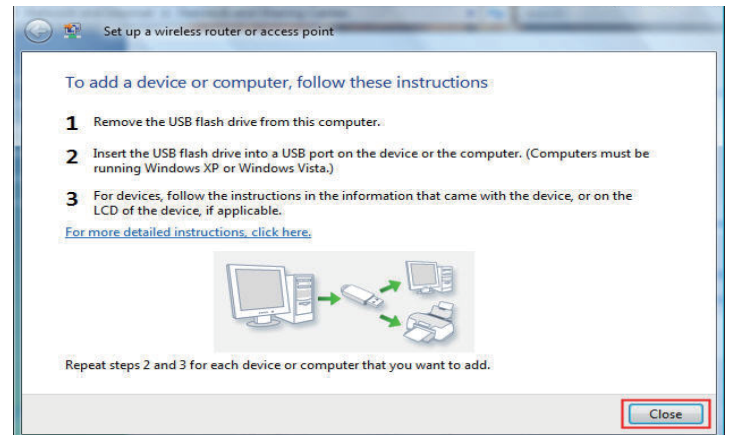 Set up a wireless router or access point
To add a device or computer, follow these instructions
1 Remove the USB flash drive from this computer.
2 Insert the USB flash drive into a USB port on the device or the computer. (Computers must be
running Windows XP or Windows Vista.)
3 For devices, follow the instructions in the information that came with the device, or on the
LCD of the device, if applicable.
For more detailed instructions, click here.
Repeat steps 2 and 3 for each device or computer that you want to add.
Close